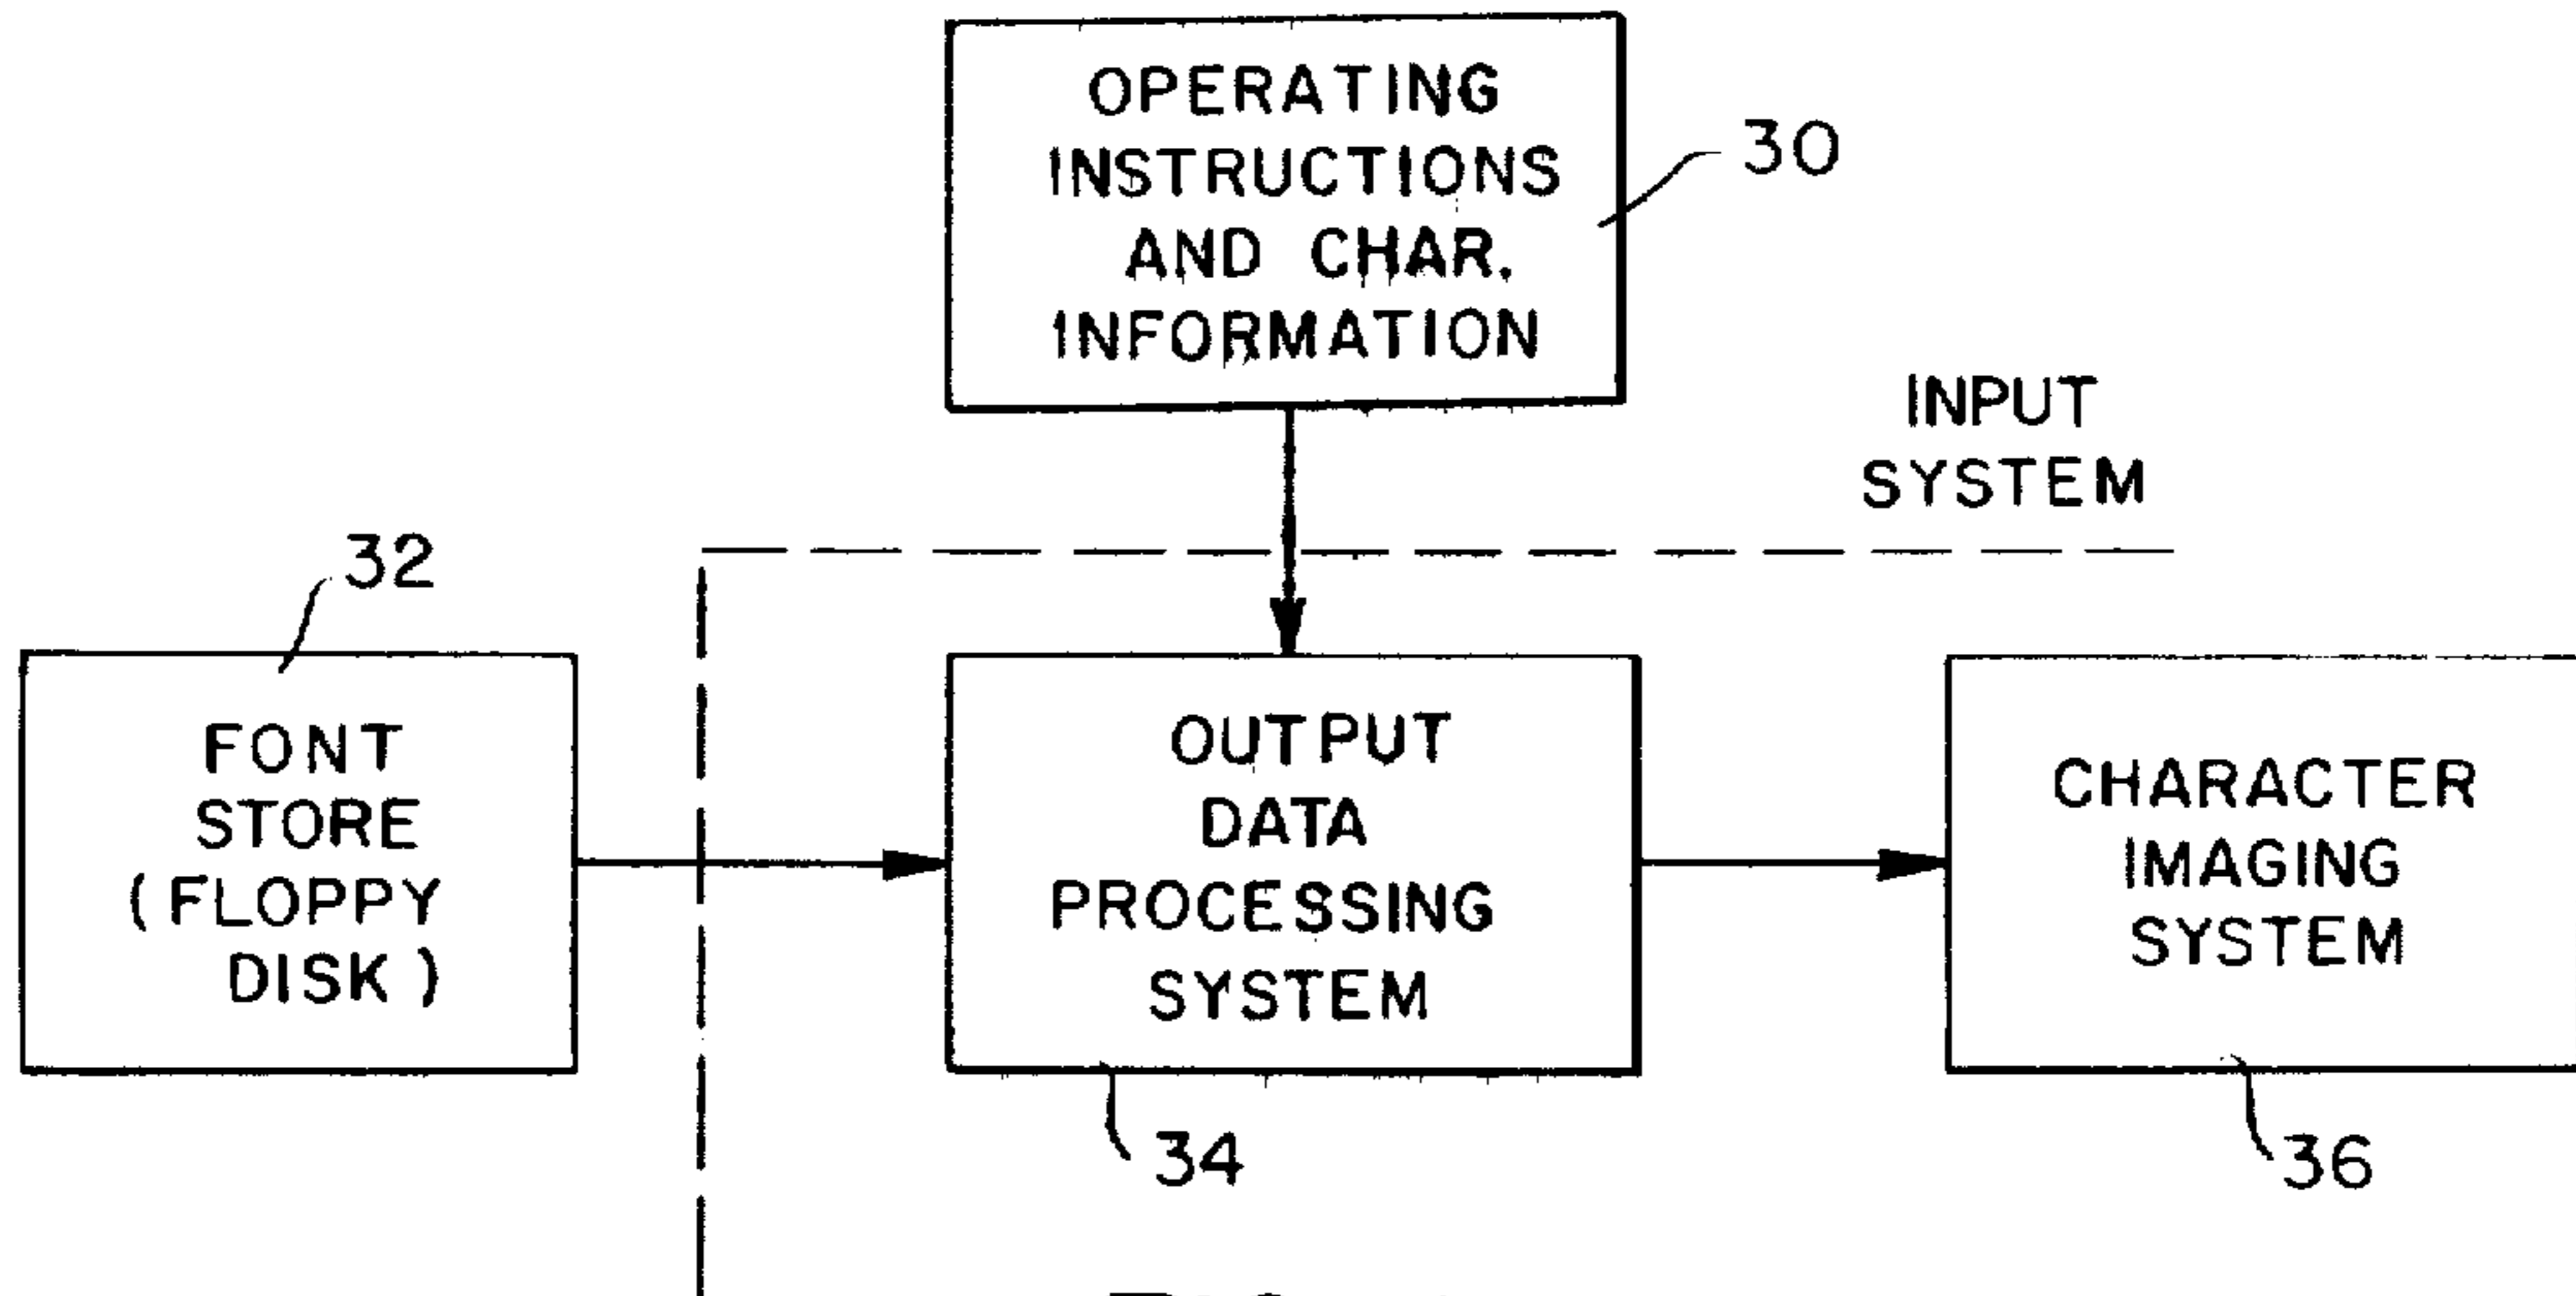 OPERATING
INSTRUCTIONS
AND CHAR.
INFORMATION
30
INPUT
SYSTEM
32
FONT
STORE
(FLOPPY
DISK)
OUTPUT
DATA
PROCESSING
SYSTEM
34
CHARACTER
IMAGING
SYSTEM
36